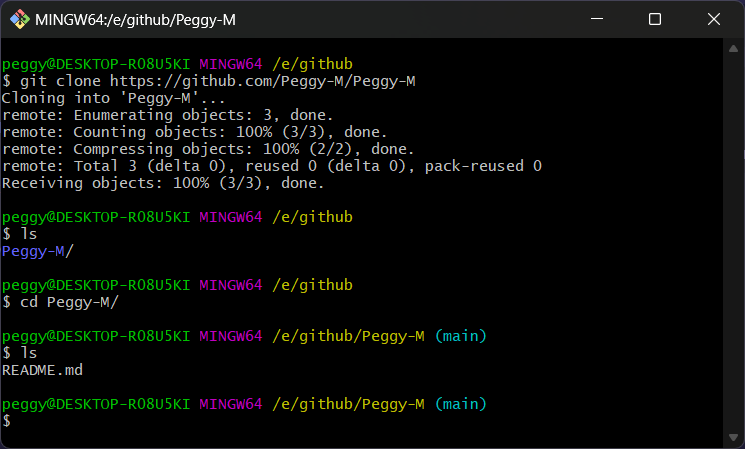 MINGW64:/e/github/Peggy-M
peggy@DESKTOP-RO8U5KI MINGW64 /e/github
$ git clone https://github.com/Peggy-M/Peggy-M
Cloning into 'Peggy-M'...
remote: Enumerating objects: 3, done.
remote: Counting objects: 100% (3/3), done.
remote: Compressing objects: 100% (2/2), done.
remote: Total 3 (delta 0), reused 0 (delta 0), pack-reused 0
Receiving objects: 100% (3/3), done.
peggy@DESKTOP-RO8U5KI MINGW64 /e/github
$ ls
Peggy-M/
peggy@DESKTOP-RO8U5KI MINGW64 /e/github
$ cd Peggy-M/
peggy@DESKTOP-RO8U5KI MINGW64 /e/github/Peggy-M (main)
$ ls
README.md
peggy@DESKTOP-RO8U5KI MINGW64 /e/github/Peggy-M (main)
$